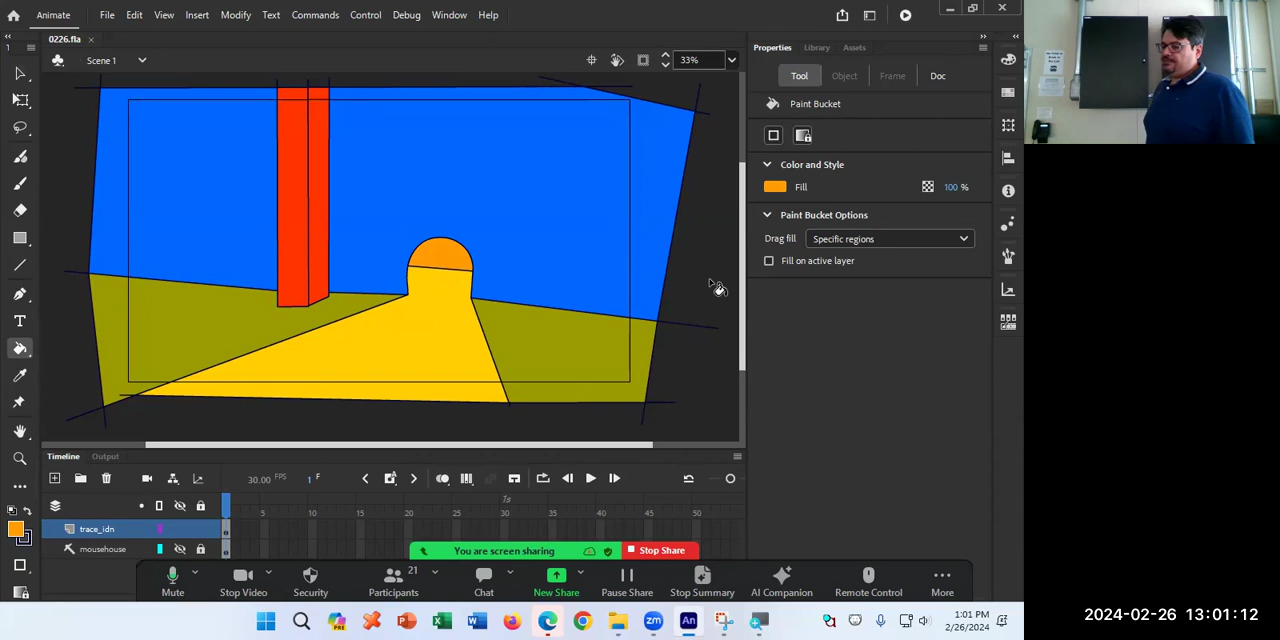 Animate File Edit View Insert Modify Text Commands Control Debug Window Help
0226.fla ×
1 Scene 1 33%
Properties Library Assets
Tool Object Frame Doc
Paint Bucket
Color and Style
Fill 100 %
Paint Bucket Options
Drag fill Specific regions
Fill on active layer
Timeline Output
30.00 FPS 1 F
1s
5 10 15 20 25 30 35 40 45 50
trace_idn
mousehouse
You are screen sharing Stop Share
21
Mute Stop Video Security Participants Chat New Share Pause Share Stop Summary AI Companion Remote Control More
1:01 PM
2/26/2024
2024-02-26 13:01:12